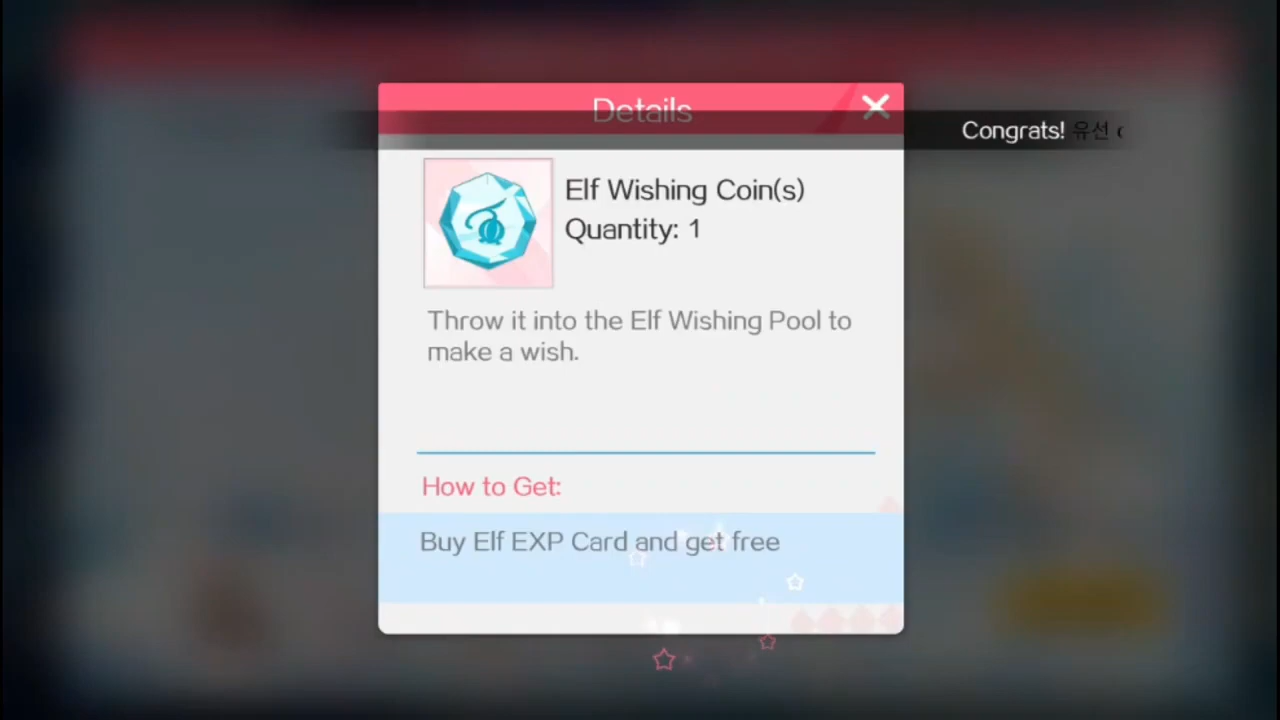 Details
Congrats! 유선
Elf Wishing Coin(s)
Quantity: 1
Throw it into the Elf Wishing Pool to
make a wish.
How to Get:
Buy Elf EXP Card and get free